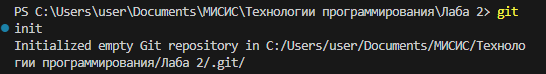 PS C:\Users\user\Documents\МИСИС\Технологии программирования\Лаба 2> git
init
Initialized empty Git repository in C:/Users/user/Documents/МИСИС/Техноло
гии программирования/Лаба 2/.git/